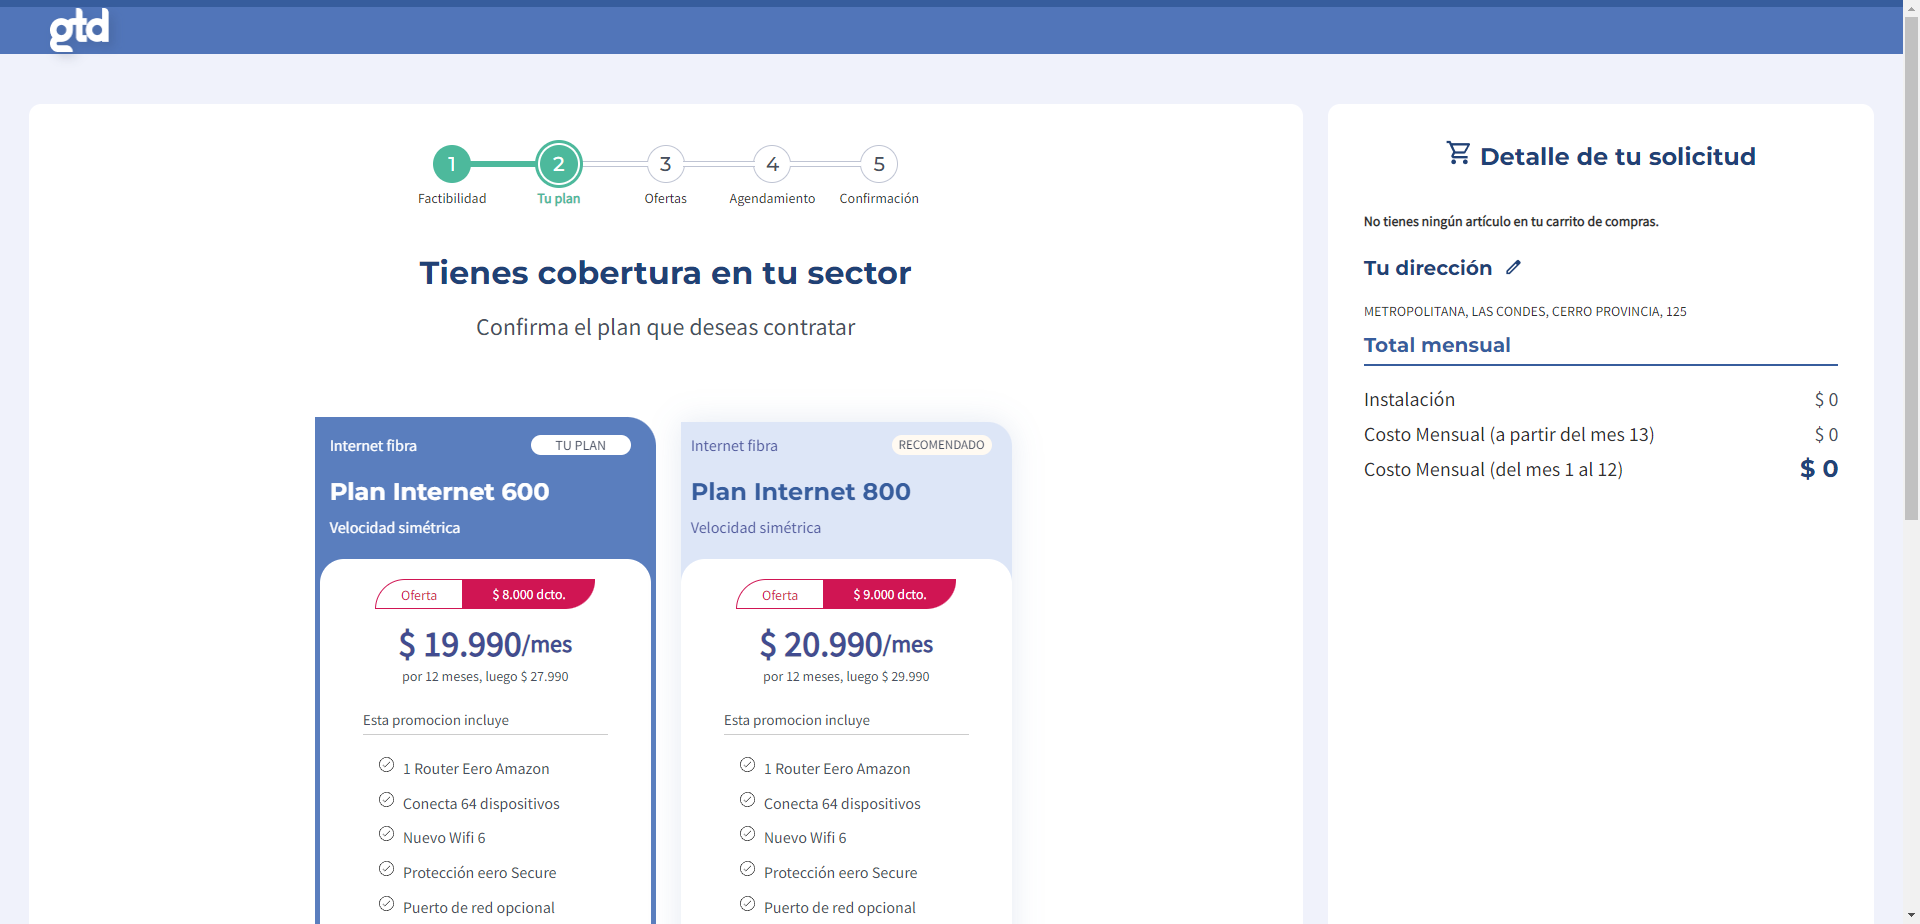 gtd
1
2
3
4
5
Factibilidad
Tu plan
Ofertas
Agendamiento
Confirmación
Tienes cobertura en tu sector
Confirma el plan que deseas contratar
Internet fibra
TU PLAN
Plan Internet 600
Velocidad simétrica
Oferta
$ 8.000 dcto.
$ 19.990/mes
por 12 meses, luego $ 27.990
Esta promocion incluye
1 Router Eero Amazon
Conecta 64 dispositivos
Nuevo Wifi 6
Protección eero Secure
Puerto de red opcional
Internet fibra
RECOMENDADO
Plan Internet 800
Velocidad simétrica
Oferta
$ 9.000 dcto.
$ 20.990/mes
por 12 meses, luego $ 29.990
Esta promocion incluye
1 Router Eero Amazon
Conecta 64 dispositivos
Nuevo Wifi 6
Protección eero Secure
Puerto de red opcional
Detalle de tu solicitud
No tienes ningún artículo en tu carrito de compras.
Tu dirección
METROPOLITANA, LAS CONDES, CERRO PROVINCIA, 125
Total mensual
Instalación $ 0
Costo Mensual (a partir del mes 13) $ 0
Costo Mensual (del mes 1 al 12) $ 0